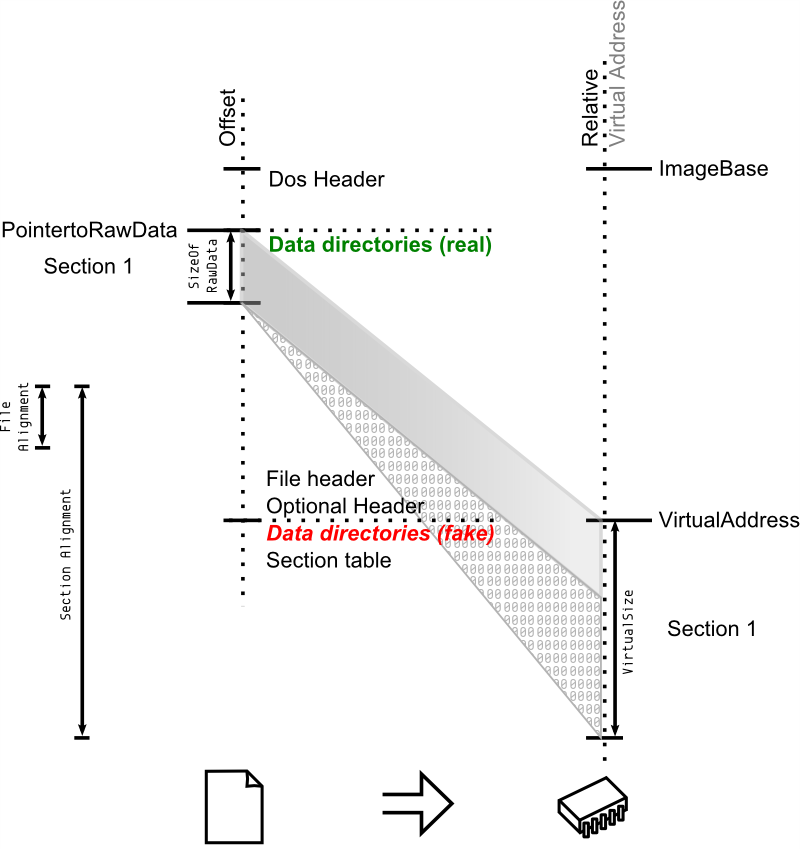 Offset
Relative
Virtual Address
Dos Header
ImageBase
PointertoRawData
Data directories (real)
Section 1
SizeOf
RawData
File
Alignment
Section Alignment
File header
Optional Header
Data directories (fake)
Section table
VirtualAddress
VirtualSize
Section 1